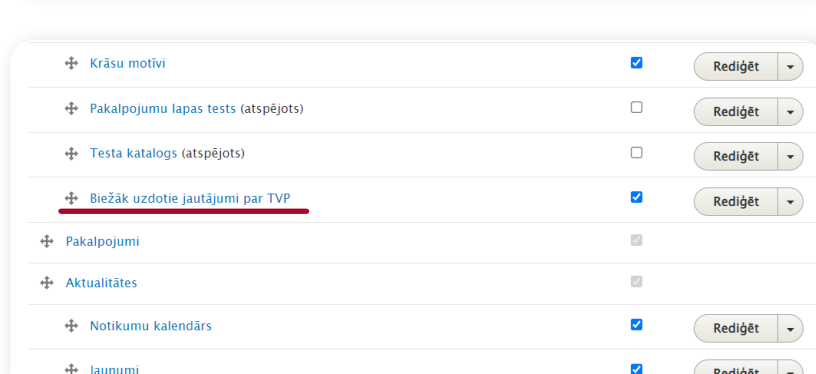 Krāsu motīvi Rediģēt
Pakalpojumu lapas tests (atspējots) Rediģēt
Testa katalogs (atspējots) Rediģēt
Biežāk uzdotie jautājumi par TVP Rediģēt
Pakalpojumi
Aktualitātes
Notikumu kalendārs Rediģēt
Jaunumi Rediģēt